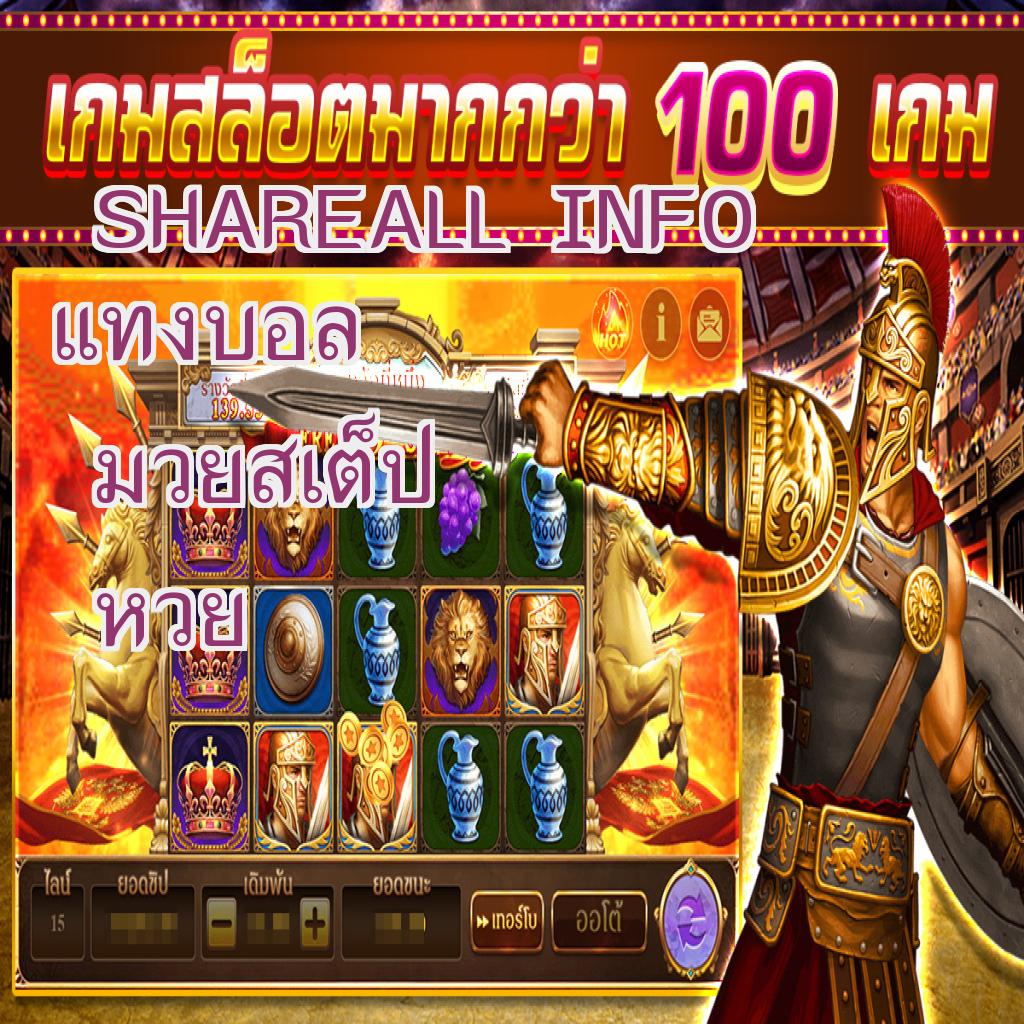 เกมสล็อตมากกว่า 100 เกม
SHAREALL INFO
แทงบอล
HOT
i
มวยสเต็ป
หวย
ไลน์ ยอดชิป เดิมพัน ยอดชนะ
15 - + เทอร์โบ ออโต้